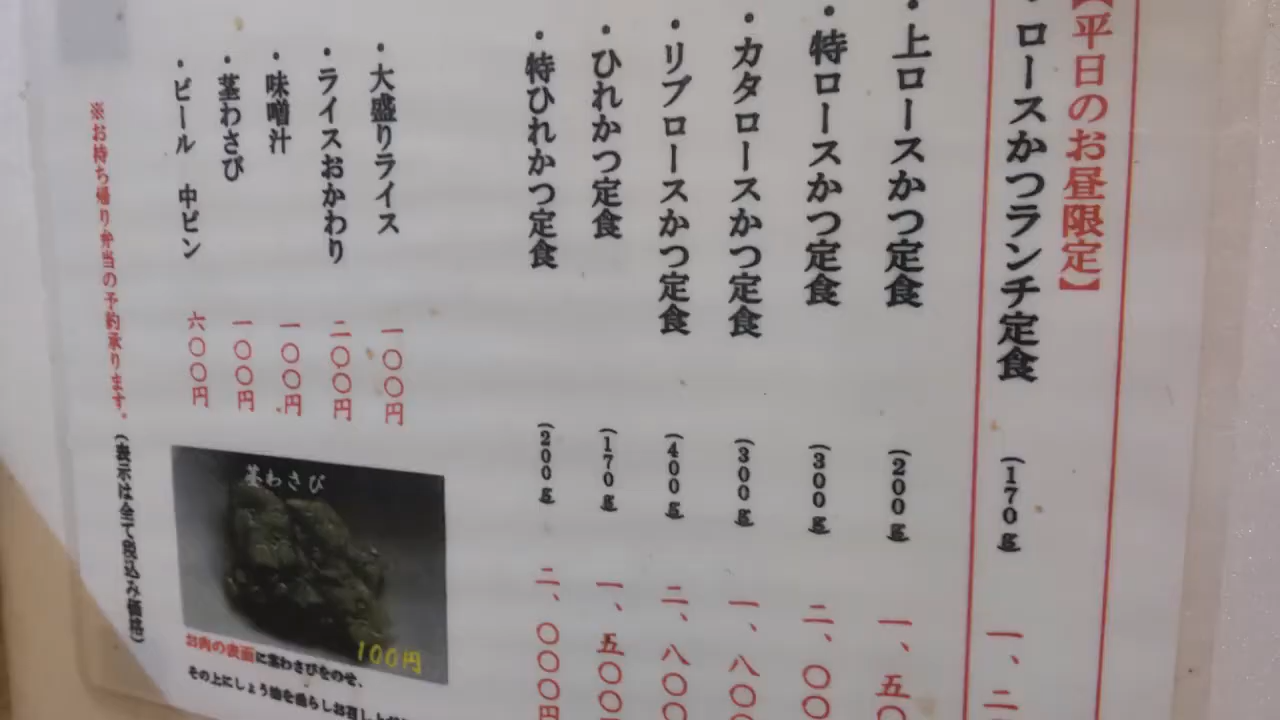 【平日のお昼限定】
・ロースかつランチ定食 (170g) 一、二
・上ロースかつ定食 (200g) 一、五〇
・特ロースかつ定食 (300g) 二、〇〇
・カタロースかつ定食 (300g) 一、八〇〇
・リブロースかつ定食 (400g) 二、八〇〇
・ひれかつ定食 (170g) 一、五〇〇
・特ひれかつ定食 (200g) 二、〇〇〇円
・大盛りライス 一〇〇円
・ライスおかわり 二〇〇円
・味噌汁 一〇〇円
・茎わさび 一〇〇円
・ビール 中ビン 六〇〇円
※お持ち帰り弁当の予約承ります。(表示は全て税込み価格)
茎わさび
100円
お肉の表面に茎わさびをのせ、
その上にしょう油を垂らしお召し上が